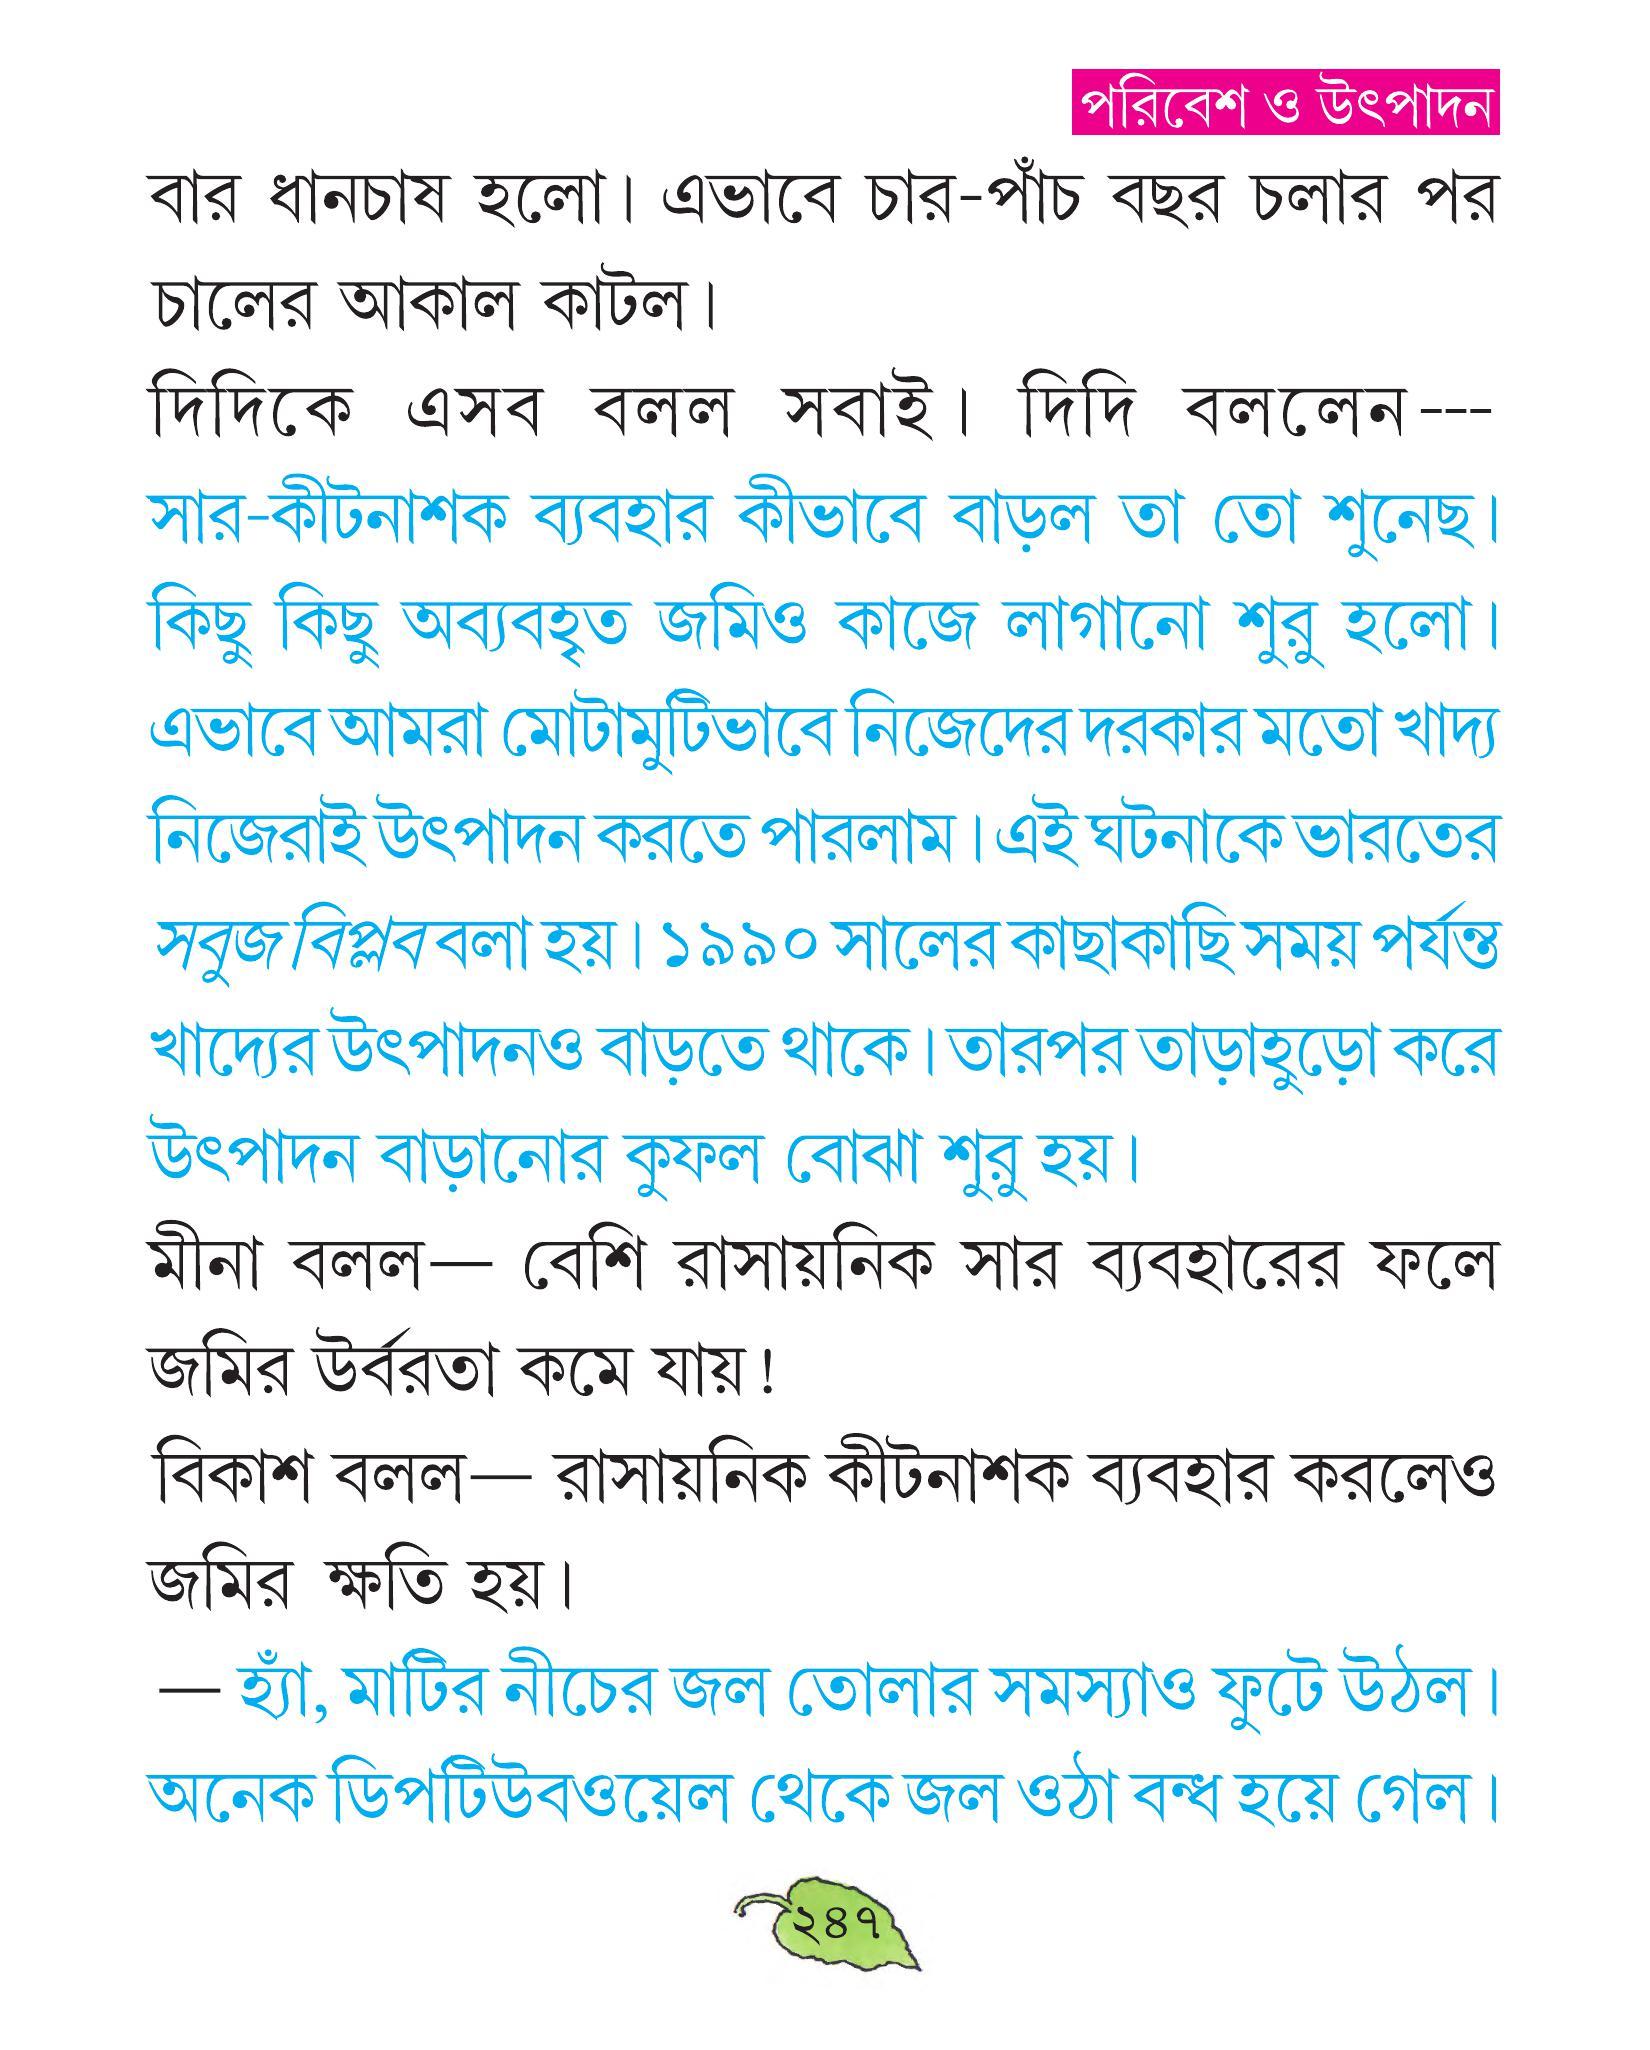 পরিবেশ ও উৎপাদন
বার ধানচাষ হলো। এভাবে চার-পাঁচ বছর চলার পর
চালের আকাল কাটল।
দিদিকে এসব বলল সবাই। দিদি বললেন---
সার-কীটনাশক ব্যবহার কীভাবে বাড়ল তা তো শুনেছ।
কিছু কিছু অব্যবহৃত জমিও কাজে লাগানো শুরু হলো।
এভাবে আমরা মোটামুটিভাবে নিজেদের দরকার মতো খাদ্য
নিজেরাই উৎপাদন করতে পারলাম। এই ঘটনাকে ভারতের
সবুজ বিপ্লব বলা হয়। ১৯৯০ সালের কাছাকাছি সময় পর্যন্ত
খাদ্যের উৎপাদনও বাড়তে থাকে। তারপর তাড়াহুড়ো করে
উৎপাদন বাড়ানোর কুফল বোঝা শুরু হয়।
মীনা বলল— বেশি রাসায়নিক সার ব্যবহারের ফলে
জমির উর্বরতা কমে যায়!
বিকাশ বলল— রাসায়নিক কীটনাশক ব্যবহার করলেও
জমির ক্ষতি হয়।
— হ্যাঁ, মাটির নীচের জল তোলার সমস্যাও ফুটে উঠল।
অনেক ডিপটিউবওয়েল থেকে জল ওঠা বন্ধ হয়ে গেল।
২৪৭